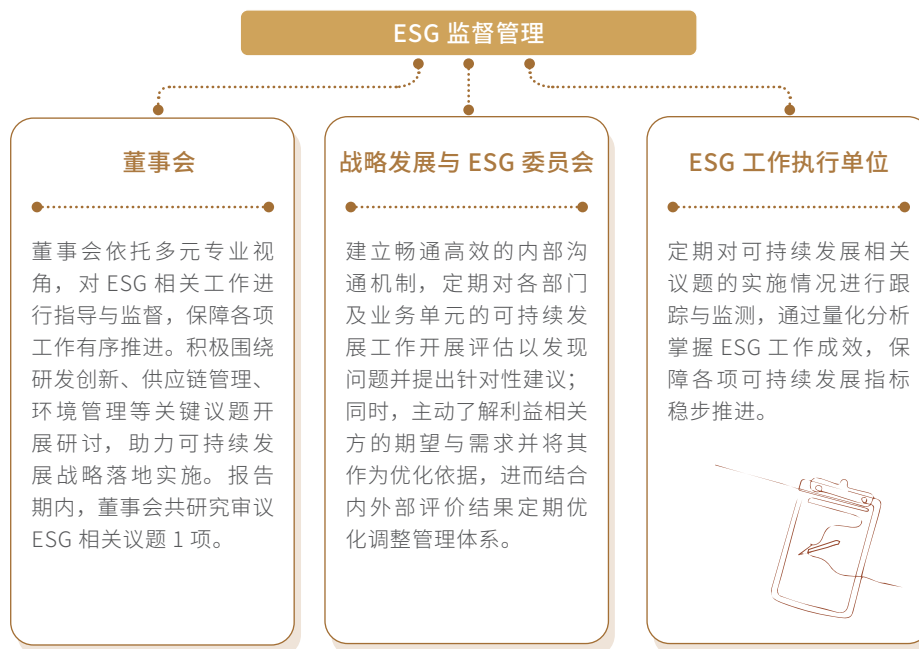 ESG 监督管理
董事会
董事会依托多元专业视
角，对 ESG 相关工作进
行指导与监督，保障各项
工作有序推进。积极围绕
研发创新、供应链管理、
环境管理等关键议题开
展研讨，助力可持续发
展战略落地实施。报告
期内，董事会共研究审议
ESG 相关议题 1 项。
战略发展与 ESG 委员会
建立畅通高效的内部沟
通机制，定期对各部门
及业务单元的可持续发
展工作开展评估以发现
问题并提出针对性建议；
同时，主动了解利益相关
方的期望与需求并将其
作为优化依据，进而结合
内外部评价结果定期优
化调整管理体系。
ESG 工作执行单位
定期对可持续发展相关
议题的实施情况进行跟
踪与监测，通过量化分析
掌握 ESG 工作成效，保
障各项可持续发展指标
稳步推进。